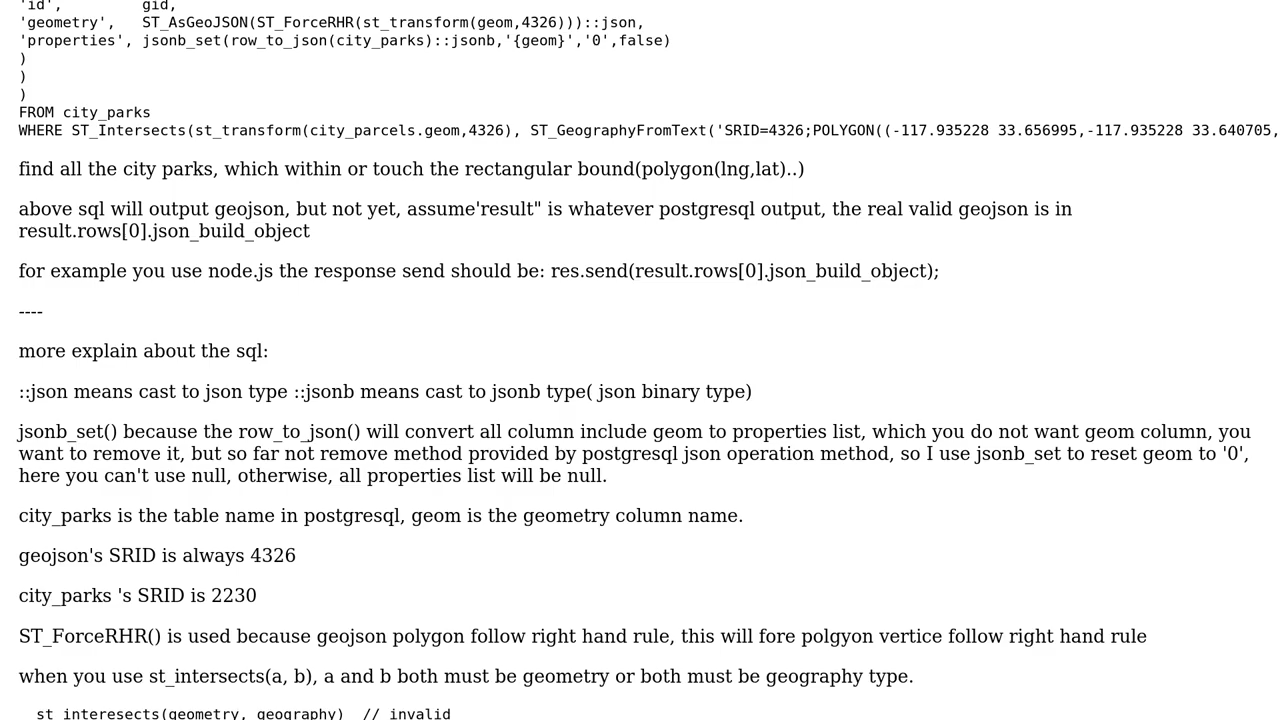 'id',         gid,
'geometry',   ST_AsGeoJSON(ST_ForceRHR(st_transform(geom,4326)))::json,
'properties', jsonb_set(row_to_json(city_parks)::jsonb,'{geom}','0',false)
)
)
)
FROM city_parks
WHERE ST_Intersects(st_transform(city_parcels.geom,4326), ST_GeographyFromText('SRID=4326;POLYGON((-117.935228 33.656995,-117.935228 33.640705,
find all the city parks, which within or touch the rectangular bound(polygon(lng,lat)..)
above sql will output geojson, but not yet, assume'result" is whatever postgresql output, the real valid geojson is in
result.rows[0].json_build_object
for example you use node.js the response send should be: res.send(result.rows[0].json_build_object);
----
more explain about the sql:
::json means cast to json type ::jsonb means cast to jsonb type( json binary type)
jsonb_set() because the row_to_json() will convert all column include geom to properties list, which you do not want geom column, you
want to remove it, but so far not remove method provided by postgresql json operation method, so I use jsonb_set to reset geom to '0',
here you can't use null, otherwise, all properties list will be null.
city_parks is the table name in postgresql, geom is the geometry column name.
geojson's SRID is always 4326
city_parks 's SRID is 2230
ST_ForceRHR() is used because geojson polygon follow right hand rule, this will fore polgyon vertice follow right hand rule
when you use st_intersects(a, b), a and b both must be geometry or both must be geography type.
st_interesects(geometry, geography)  // invalid